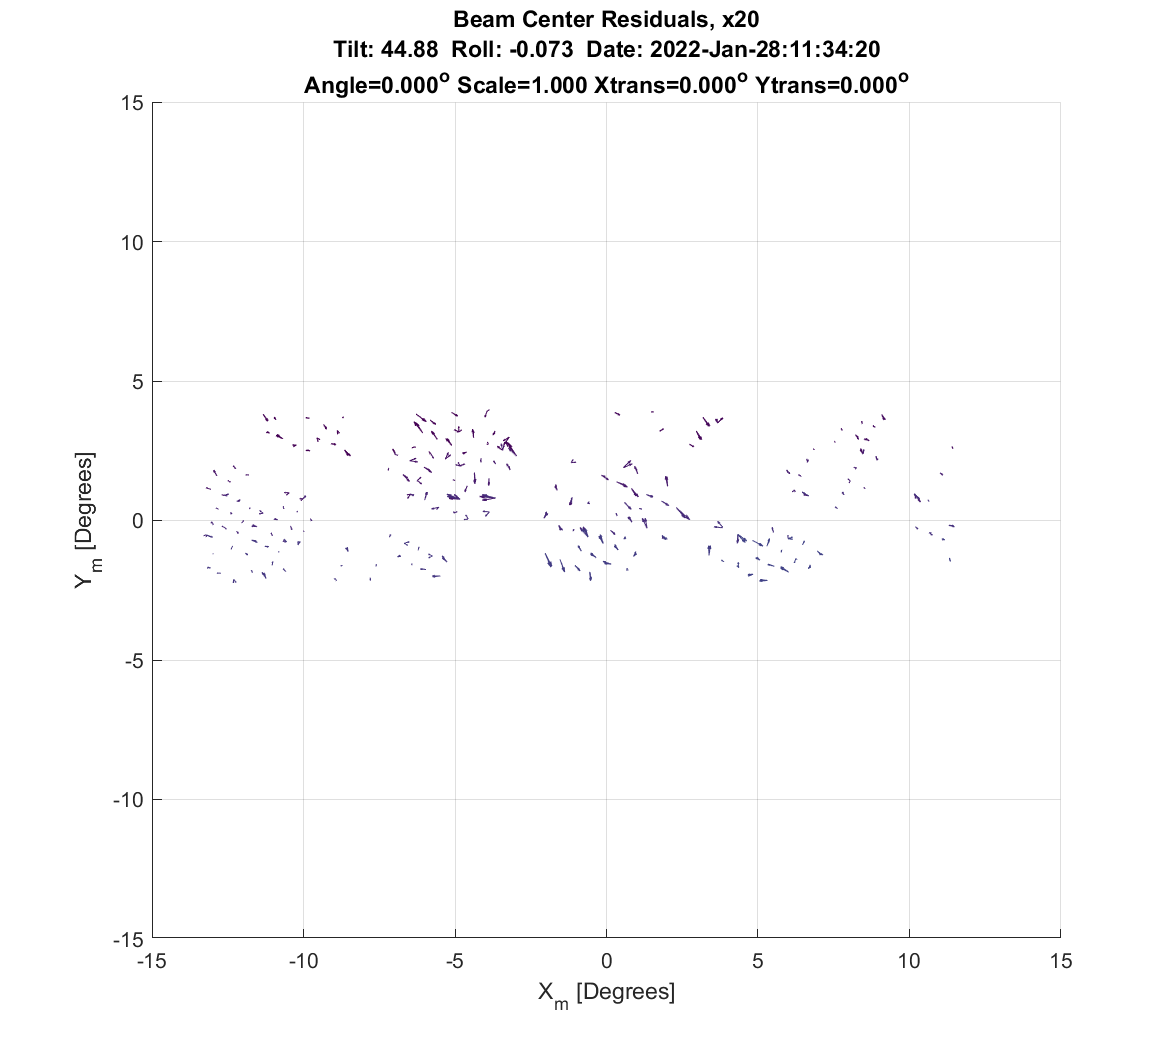 Beam Center Residuals, x20
Tilt: 44.88  Roll: -0.073  Date: 2022-Jan-28:11:34:20
Angle=0.000° Scale=1.000 Xtrans=0.000° Ytrans=0.000°
15
10
5
0
-5
-10
-15
Y_m [Degrees]
-15 -10 -5 0 5 10 15
X_m [Degrees]